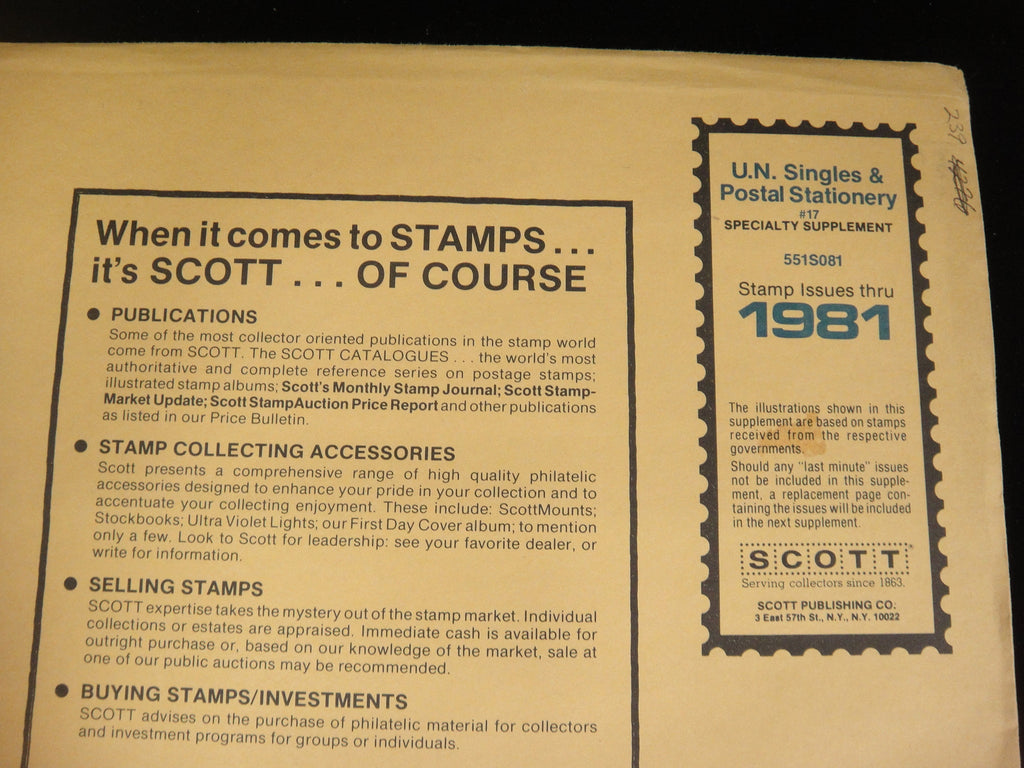 When it comes to STAMPS...
it's SCOTT . . . OF COURSE
● PUBLICATIONS
Some of the most collector oriented publications in the stamp world
come from SCOTT. The SCOTT CATALOGUES . . . the world's most
authoritative and complete reference series on postage stamps;
illustrated stamp albums; Scott's Monthly Stamp Journal; Scott Stamp-
Market Update; Scott StampAuction Price Report and other publications
as listed in our Price Bulletin.
● STAMP COLLECTING ACCESSORIES
Scott presents a comprehensive range of high quality philatelic
accessories designed to enhance your pride in your collection and to
accentuate your collecting enjoyment. These include: ScottMounts;
Stockbooks; Ultra Violet Lights; our First Day Cover album; to mention
only a few. Look to Scott for leadership: see your favorite dealer, or
write for information.
● SELLING STAMPS
SCOTT expertise takes the mystery out of the stamp market. Individual
collections or estates are appraised. Immediate cash is available for
outright purchase or, based on our knowledge of the market, sale at
one of our public auctions may be recommended.
● BUYING STAMPS/INVESTMENTS
SCOTT advises on the purchase of philatelic material for collectors
and investment programs for groups or individuals.
U.N. Singles &
Postal Stationery
#17
SPECIALTY SUPPLEMENT
551S081
Stamp Issues thru
1981
The illustrations shown in this
supplement are based on stamps
received from the respective
governments.
Should any "last minute" issues
not be included in this supple-
ment, a replacement page con-
taining the issues will be included
in the next supplement.
SCOTT
Serving collectors since 1863.
SCOTT PUBLISHING CO.
3 East 57th St., N.Y., N.Y. 10022
239